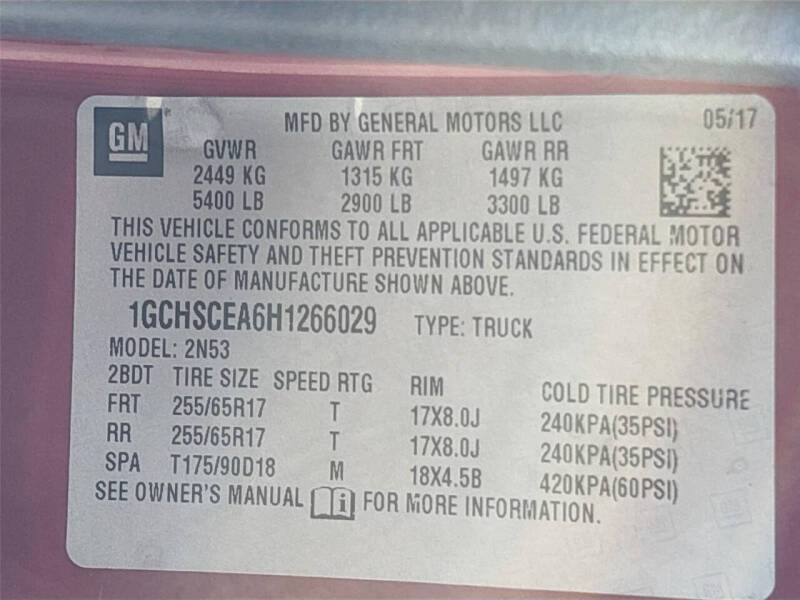 GM MFD BY GENERAL MOTORS LLC 05/17
GVWR GAWR FRT GAWR RR
2449 KG 1315 KG 1497 KG
5400 LB 2900 LB 3300 LB
THIS VEHICLE CONFORMS TO ALL APPLICABLE U.S. FEDERAL MOTOR
VEHICLE SAFETY AND THEFT PREVENTION STANDARDS IN EFFECT ON
THE DATE OF MANUFACTURE SHOWN ABOVE.
1GCHSCEA6H1266029 TYPE: TRUCK
MODEL: 2N53
2BDT TIRE SIZE SPEED RTG RIM COLD TIRE PRESSURE
FRT 255/65R17 T 17X8.0J 240KPA(35PSI)
RR 255/65R17 T 17X8.0J 240KPA(35PSI)
SPA T175/90D18 M 18X4.5B 420KPA(60PSI)
SEE OWNER'S MANUAL i FOR MORE INFORMATION.